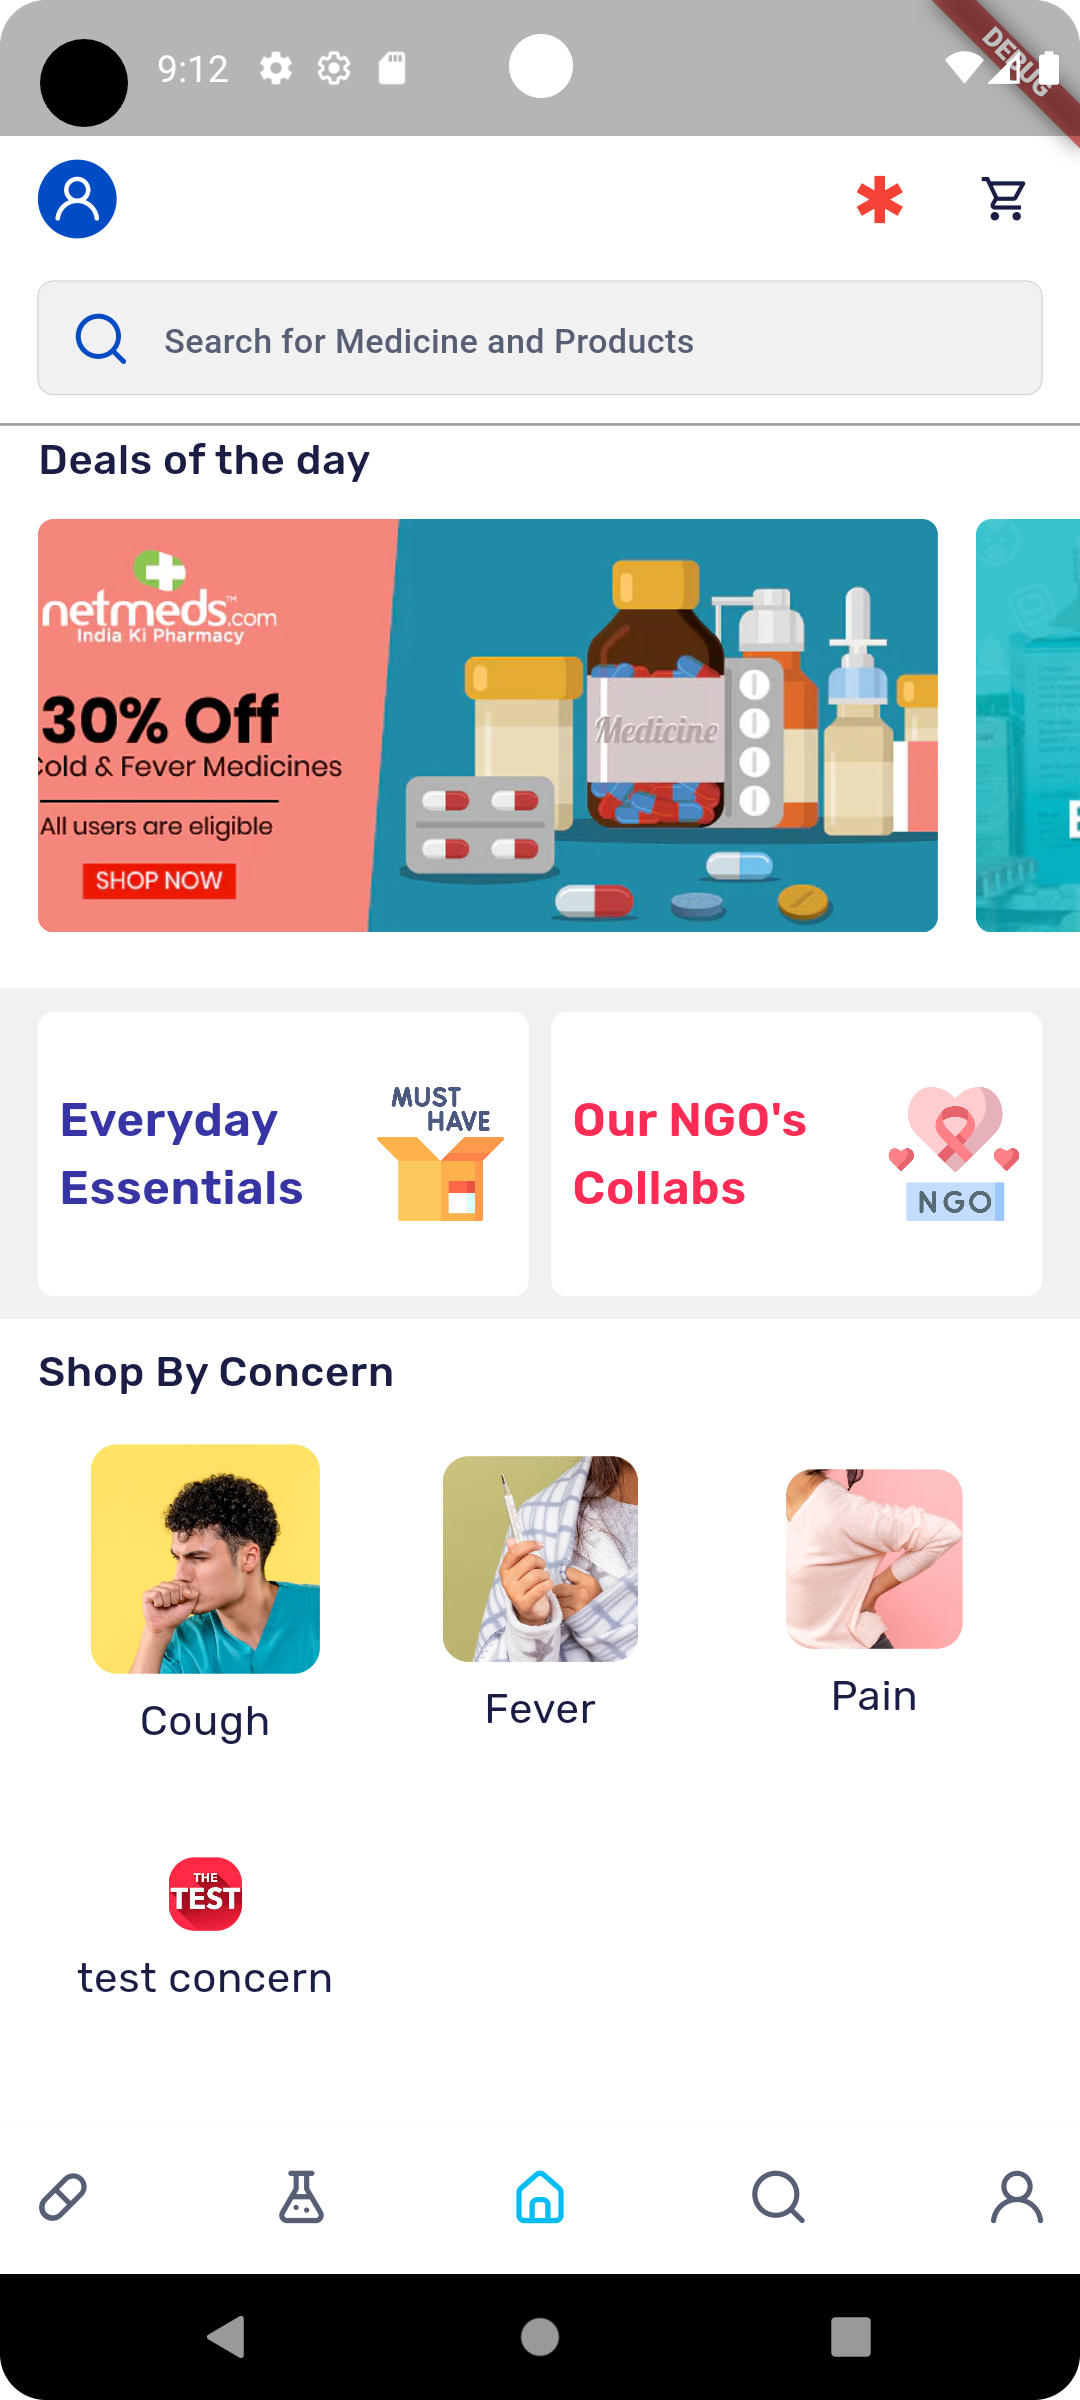 9:12
DEBUG
Search for Medicine and Products
Deals of the day
netmeds.com™
India Ki Pharmacy
30% Off
Cold & Fever Medicines
All users are eligible
SHOP NOW
Medicine
Everyday
Essentials
MUST
HAVE
Our NGO's
Collabs
NGO
Shop By Concern
Cough
Fever
Pain
THE
TEST
test concern